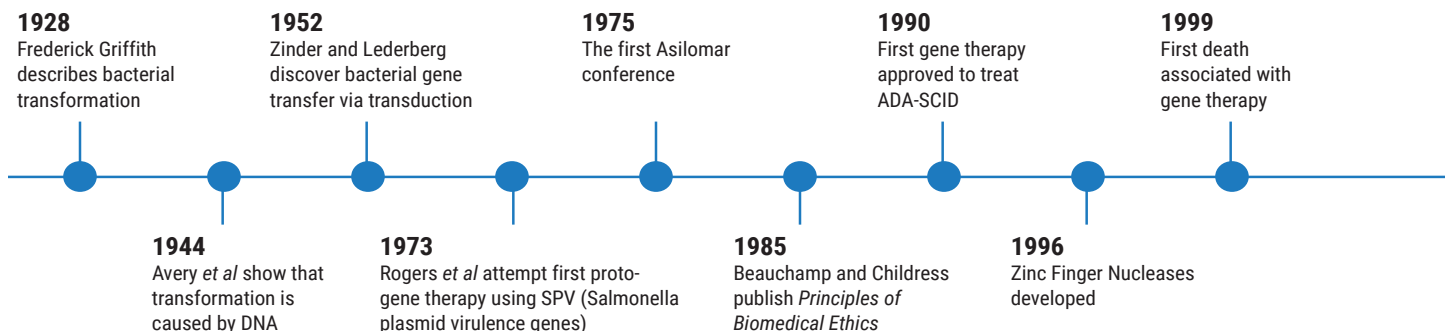 1928
Frederick Griffith
describes bacterial
transformation
1952
Zinder and Lederberg
discover bacterial gene
transfer via transduction
1975
The first Asilomar
conference
1990
First gene therapy
approved to treat
ADA-SCID
1999
First death
associated with
gene therapy
1944
Avery et al show that
transformation is
caused by DNA
1973
Rogers et al attempt first proto-
gene therapy using SPV (Salmonella
plasmid virulence genes)
1985
Beauchamp and Childress
publish Principles of
Biomedical Ethics
1996
Zinc Finger Nucleases
developed